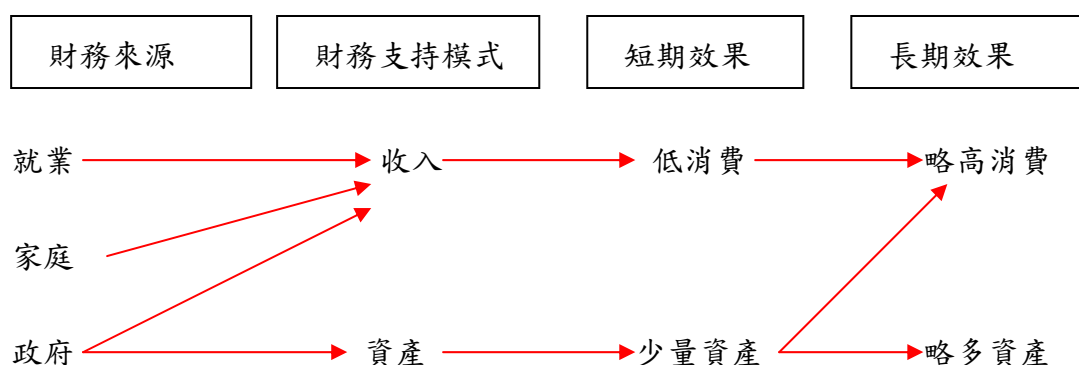 財務來源 財務支持模式 短期效果 長期效果
就業 收入 低消費 略高消費
家庭
政府 資產 少量資產 略多資產